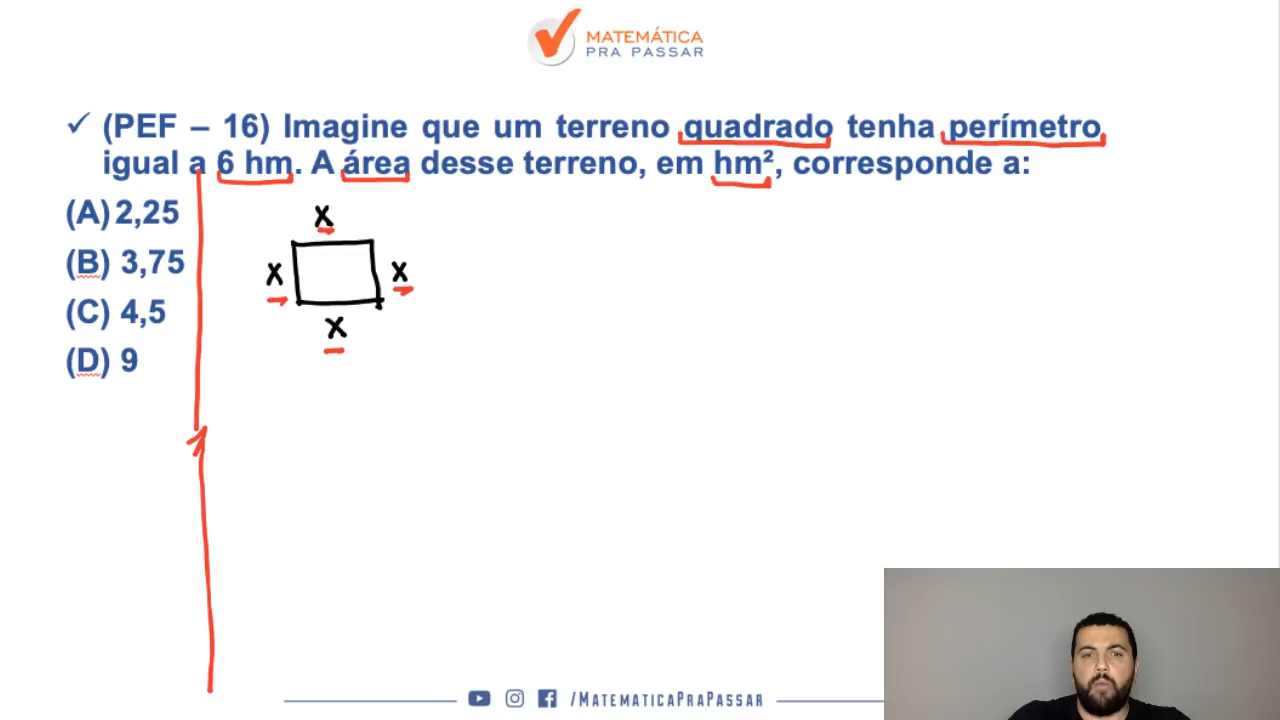 MATEMÁTICA
PRA PASSAR
(PEF – 16) Imagine que um terreno quadrado tenha perímetro
igual a 6 hm. A área desse terreno, em hm², corresponde a:
(A) 2,25
(B) 3,75
(C) 4,5
(D) 9
x
x
x
x
/MATEMATICAPRAPASSAR